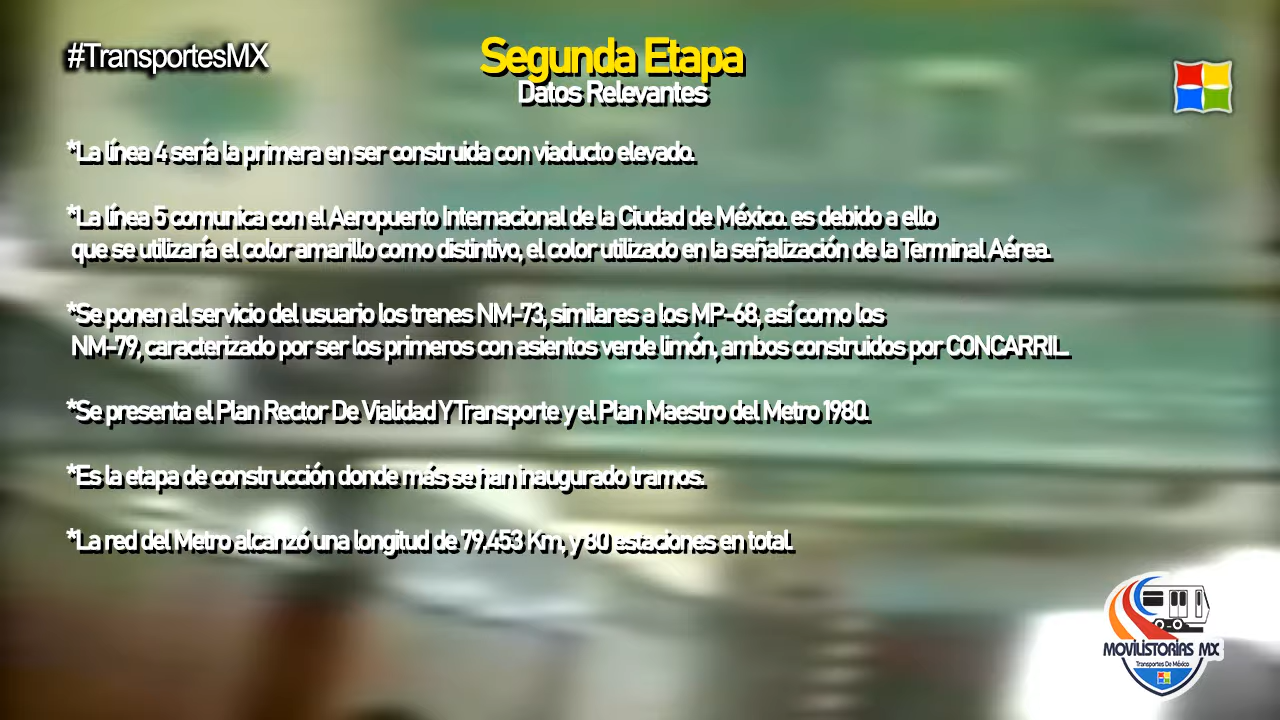 #TransportesMX
Segunda Etapa
Datos Relevantes
*La línea 4 sería la primera en ser construida con viaducto elevado.
*La línea 5 comunica con el Aeropuerto Internacional de la Ciudad de México. es debido a ello
que se utilizaría el color amarillo como distintivo, el color utilizado en la señalización de la Terminal Aérea.
*Se ponen al servicio del usuario los trenes NM-73, similares a los MP-68, así como los
NM-79, caracterizado por ser los primeros con asientos verde limón, ambos construidos por CONCARRIL.
*Se presenta el Plan Rector De Vialidad Y Transporte y el Plan Maestro del Metro 1980.
*Es la etapa de construcción donde más se han inaugurado tramos.
*La red del Metro alcanzó una longitud de 79.453 Km, y 80 estaciones en total.
MOVILISTORIAS MX
Transportes De México